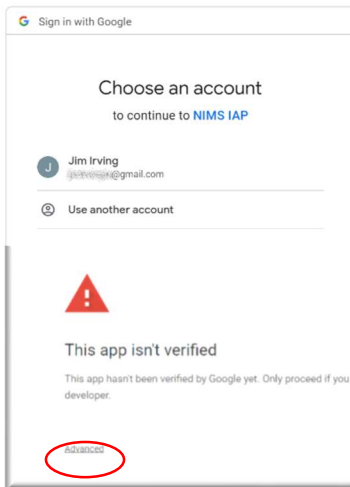 Sign in with Google
Choose an account
to continue to NIMS IAP
J
Jim Irving
@gmail.com
Use another account
This app isn't verified
This app hasn't been verified by Google yet. Only proceed if you
developer.
Advanced